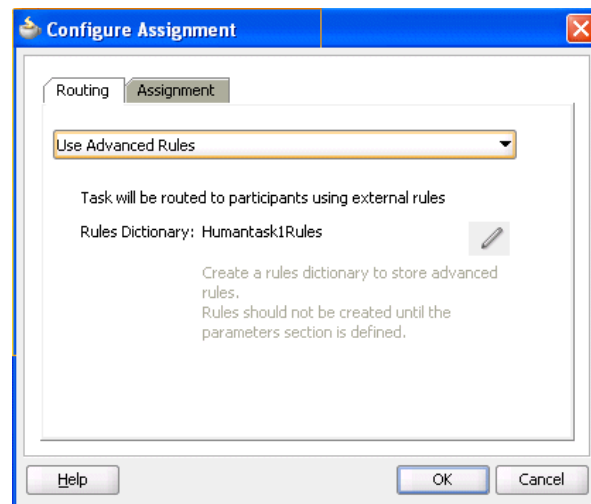 Configure Assignment
Routing
Assignment
Use Advanced Rules
Task will be routed to participants using external rules
Rules Dictionary: Humantask1Rules
Create a rules dictionary to store advanced
rules.
Rules should not be created until the
parameters section is defined.
Help
OK
Cancel